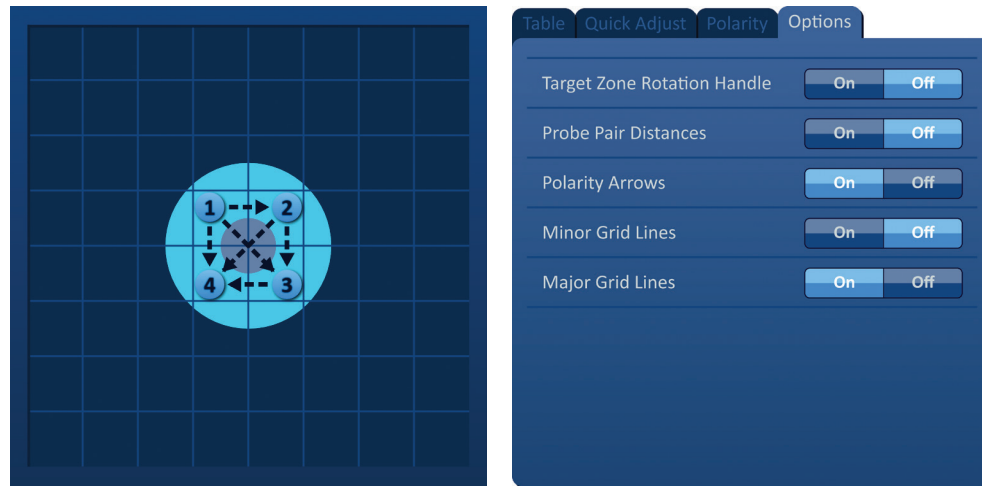 1 2
4 3
Table Quick Adjust Polarity Options
Target Zone Rotation Handle On Off
Probe Pair Distances On Off
Polarity Arrows On Off
Minor Grid Lines On Off
Major Grid Lines On Off